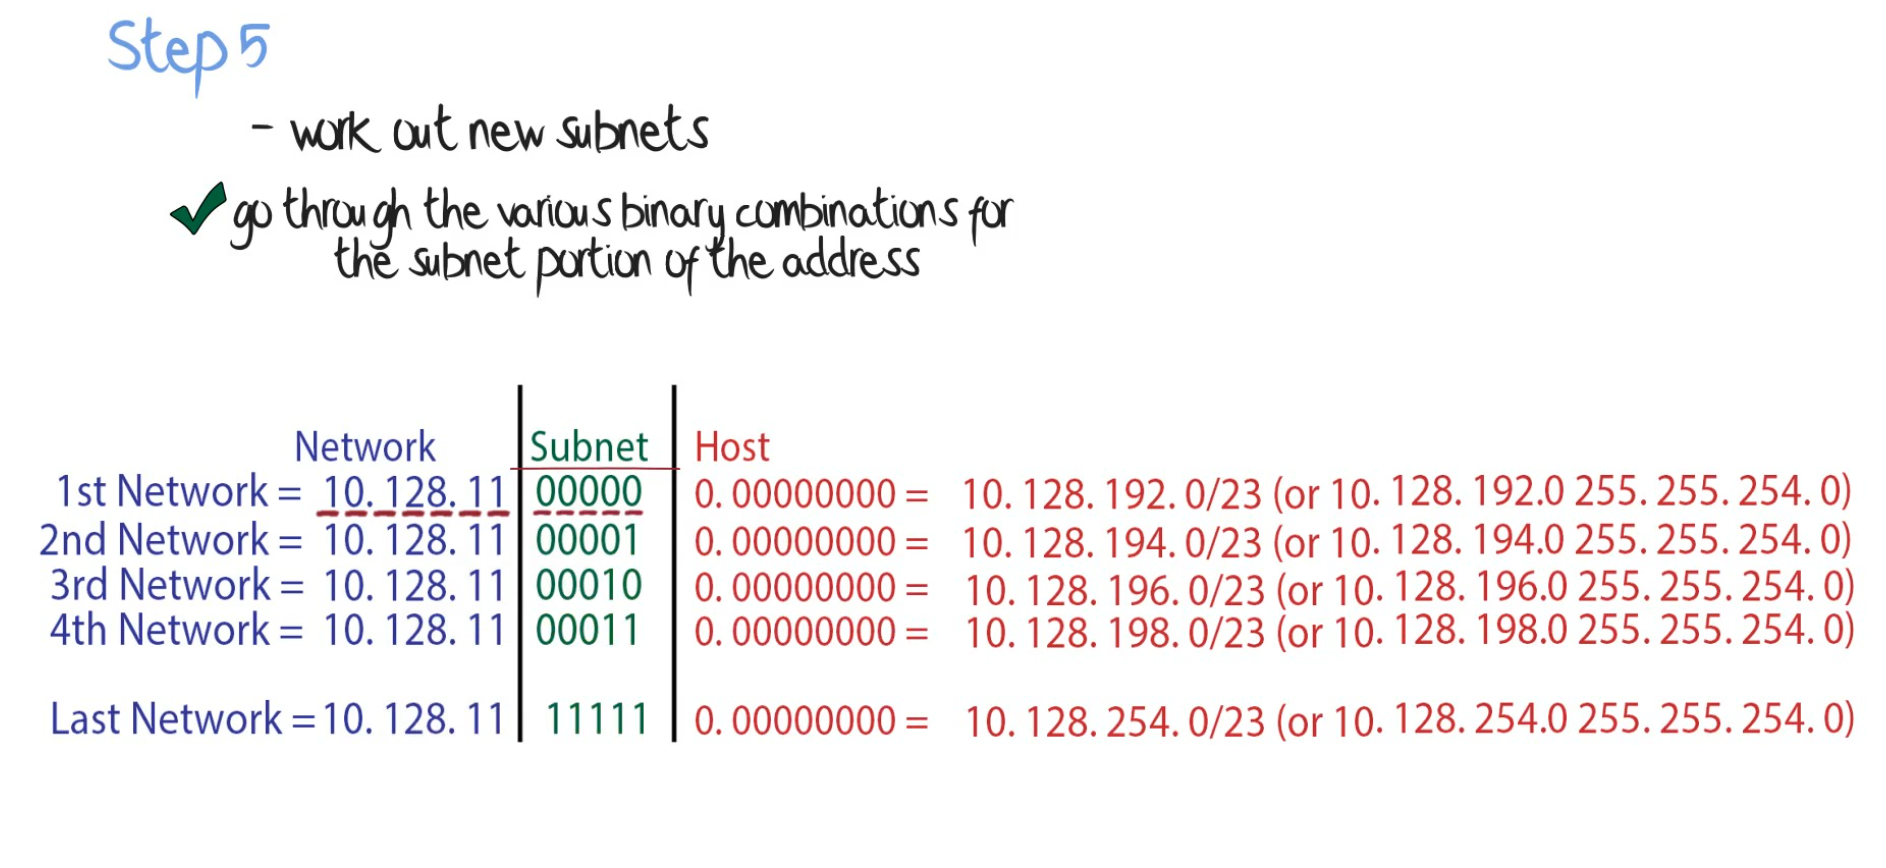 Step 5
- work out new subnets
go through the various binary combinations for
the subnet portion of the address
Network Subnet Host
1st Network = 10. 128. 11 00000 0. 00000000 = 10. 128. 192. 0/23 (or 10. 128. 192.0 255. 255. 254. 0)
2nd Network = 10. 128. 11 00001 0. 00000000 = 10. 128. 194. 0/23 (or 10. 128. 194.0 255. 255. 254. 0)
3rd Network = 10. 128. 11 00010 0. 00000000 = 10. 128. 196. 0/23 (or 10. 128. 196.0 255. 255. 254. 0)
4th Network = 10. 128. 11 00011 0. 00000000 = 10. 128. 198. 0/23 (or 10. 128. 198.0 255. 255. 254. 0)
Last Network = 10. 128. 11 11111 0. 00000000 = 10. 128. 254. 0/23 (or 10. 128. 254.0 255. 255. 254. 0)